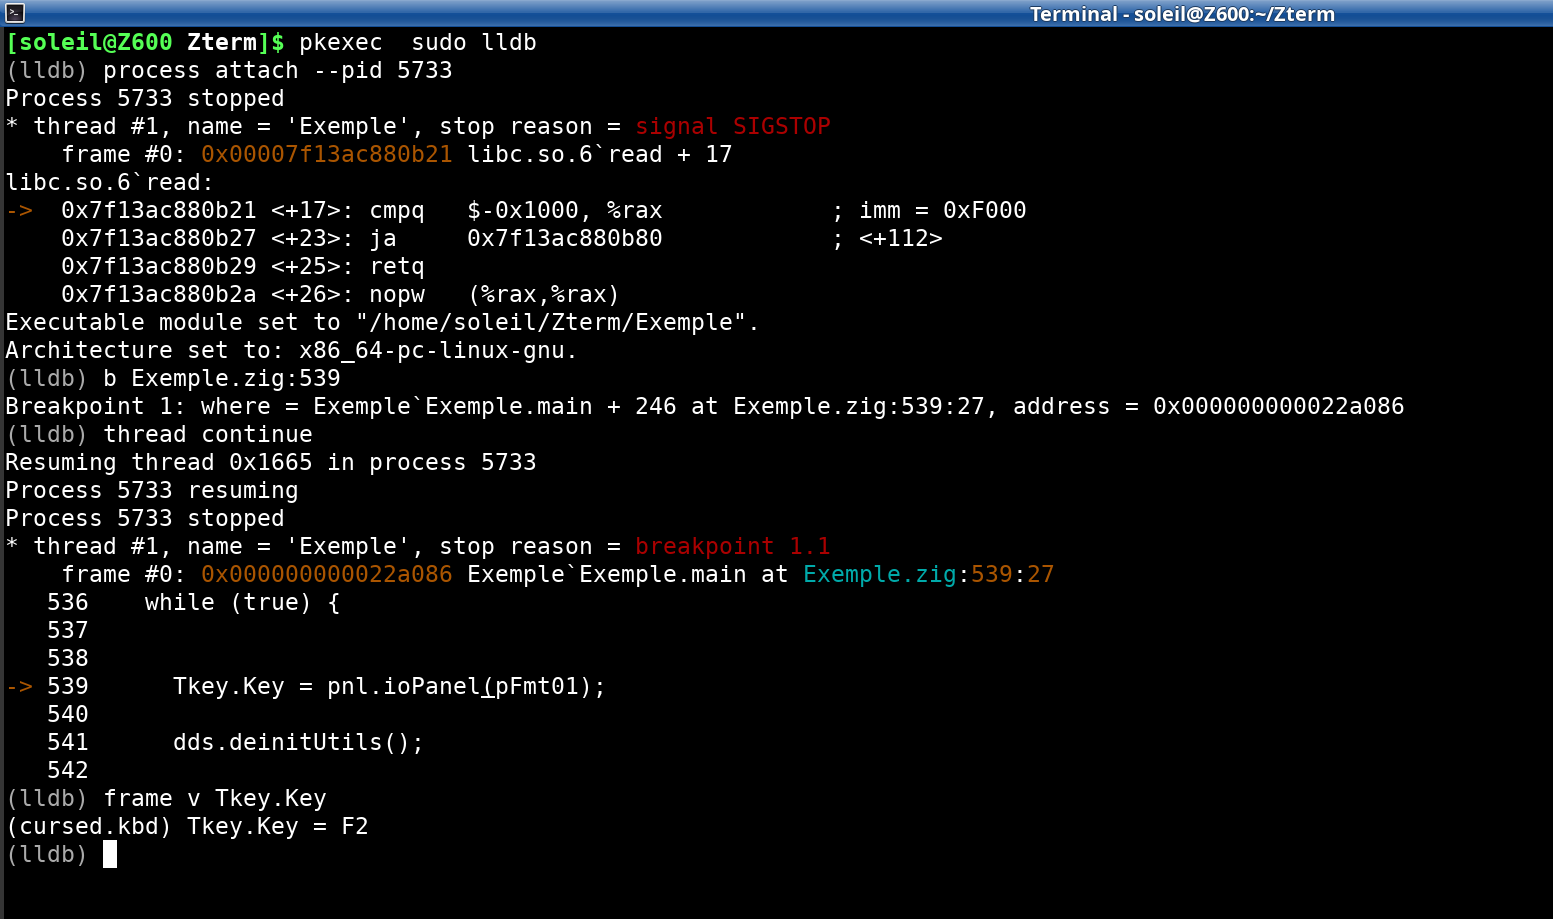 Terminal - soleil@Z600:~/Zterm
[soleil@Z600 Zterm]$ pkexec  sudo lldb
(lldb) process attach --pid 5733
Process 5733 stopped
* thread #1, name = 'Exemple', stop reason = signal SIGSTOP
    frame #0: 0x00007f13ac880b21 libc.so.6`read + 17
libc.so.6`read:
->  0x7f13ac880b21 <+17>: cmpq   $-0x1000, %rax            ; imm = 0xF000
    0x7f13ac880b27 <+23>: ja     0x7f13ac880b80            ; <+112>
    0x7f13ac880b29 <+25>: retq
    0x7f13ac880b2a <+26>: nopw   (%rax,%rax)
Executable module set to "/home/soleil/Zterm/Exemple".
Architecture set to: x86_64-pc-linux-gnu.
(lldb) b Exemple.zig:539
Breakpoint 1: where = Exemple`Exemple.main + 246 at Exemple.zig:539:27, address = 0x000000000022a086
(lldb) thread continue
Resuming thread 0x1665 in process 5733
Process 5733 resuming
Process 5733 stopped
* thread #1, name = 'Exemple', stop reason = breakpoint 1.1
    frame #0: 0x000000000022a086 Exemple`Exemple.main at Exemple.zig:539:27
   536    while (true) {
   537
   538
-> 539      Tkey.Key = pnl.ioPanel(pFmt01);
   540
   541      dds.deinitUtils();
   542
(lldb) frame v Tkey.Key
(cursed.kbd) Tkey.Key = F2
(lldb)